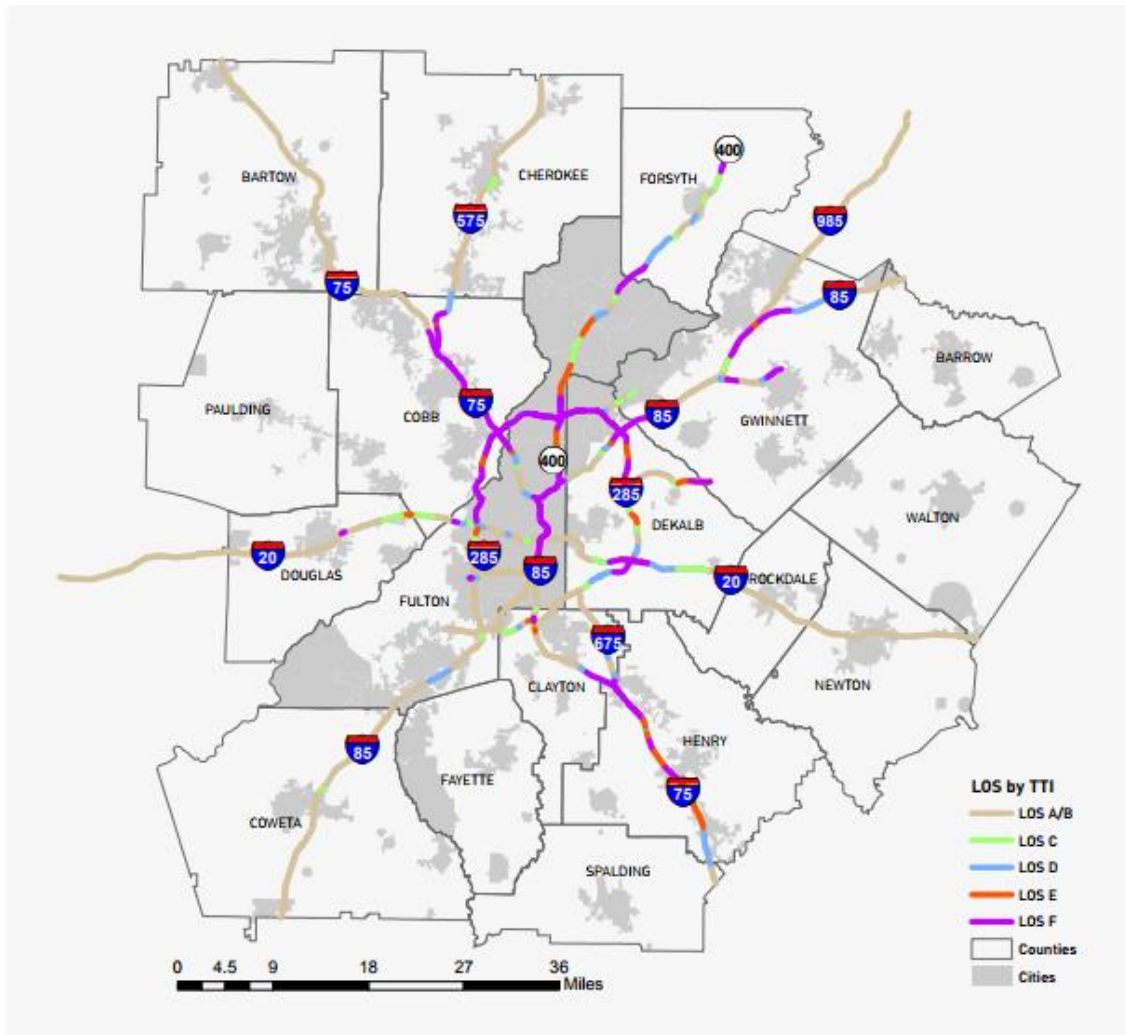 400
BARTOW
CHEROKEE
FORSYTH
575
985
75
85
BARROW
PAULDING
COBB
75
85
GWINNETT
400
285
WALTON
DEKALB
20
285
85
20
ROCKDALE
DOUGLAS
FULTON
675
CLAYTON
NEWTON
HENRY
85
FAYETTE
75
COWETA
SPALDING
LOS by TTI
LOS A/B
LOS C
LOS D
LOS E
LOS F
Counties
Cities
0 4.5 9 18 27 36
Miles